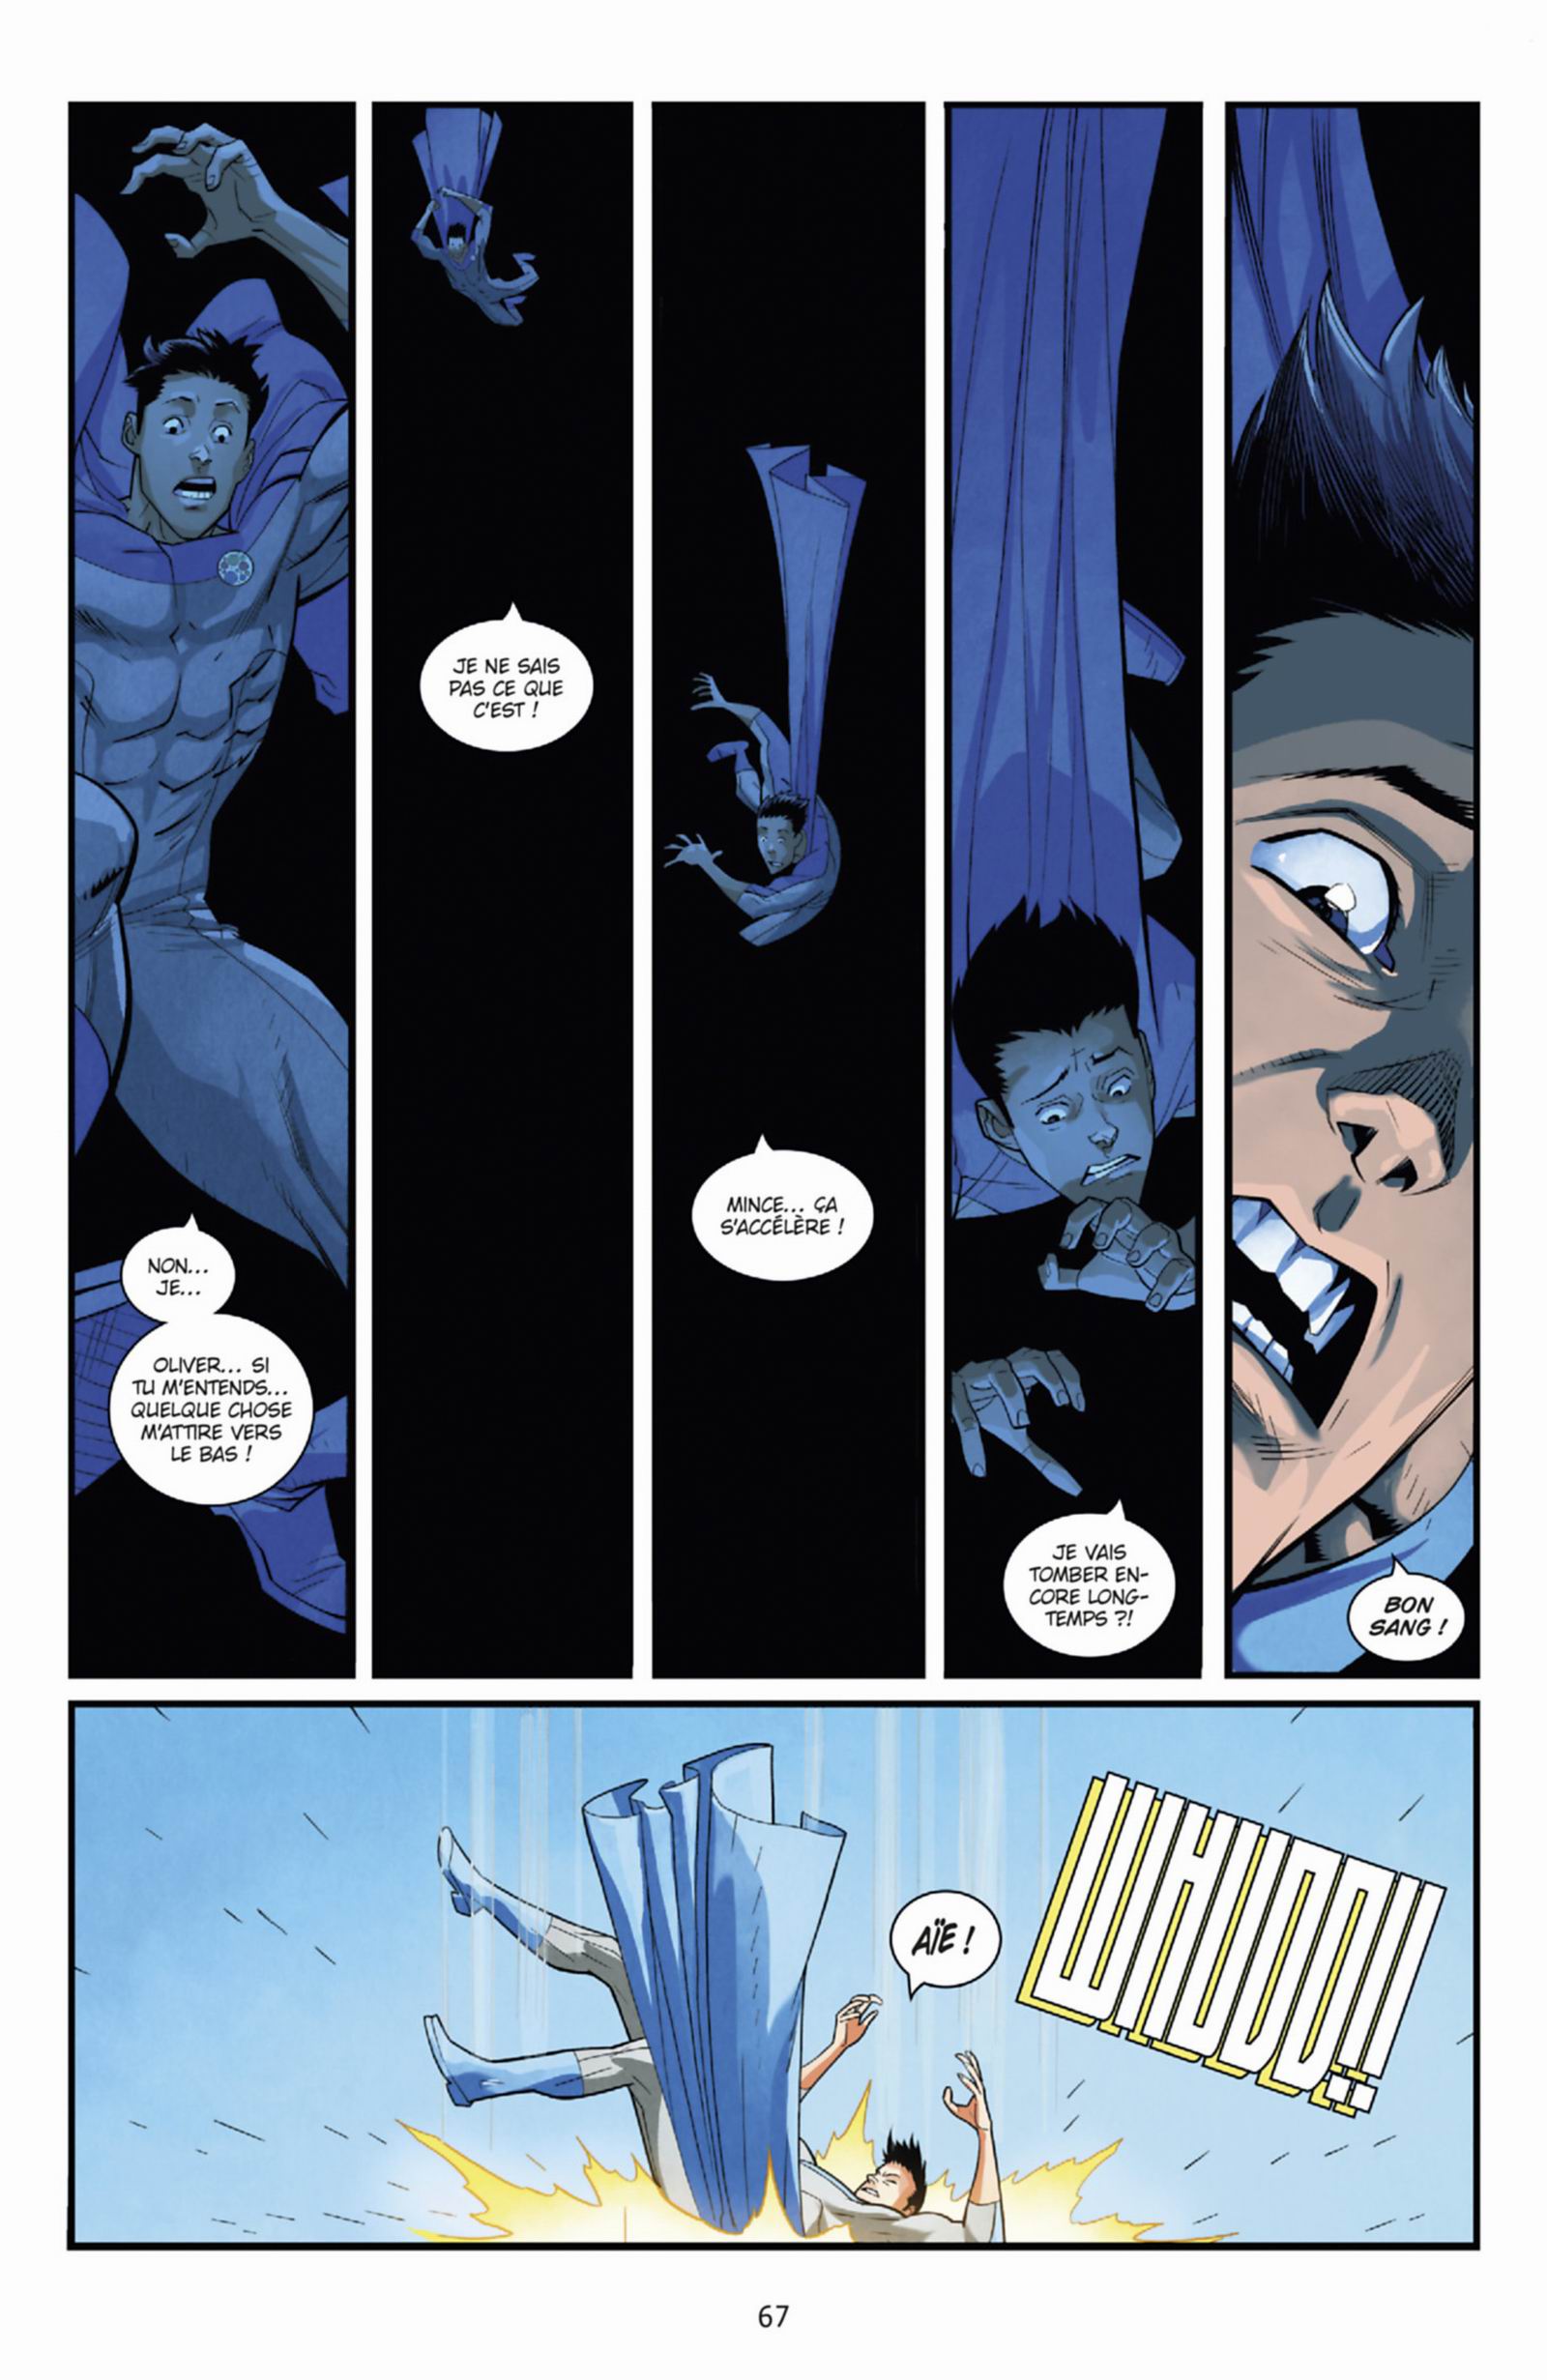 NON...
JE...
OLIVER... SI
TU M'ENTENDS...
QUELQUE CHOSE
M'ATTIRE VERS
LE BAS !
JE NE SAIS
PAS CE QUE
C'EST !
MINCE... ÇA
S'ACCÉLÈRE !
JE VAIS
TOMBER EN-
CORE LONG-
TEMPS ?!
BON
SANG !
AÏE !
WHUDD!!
67